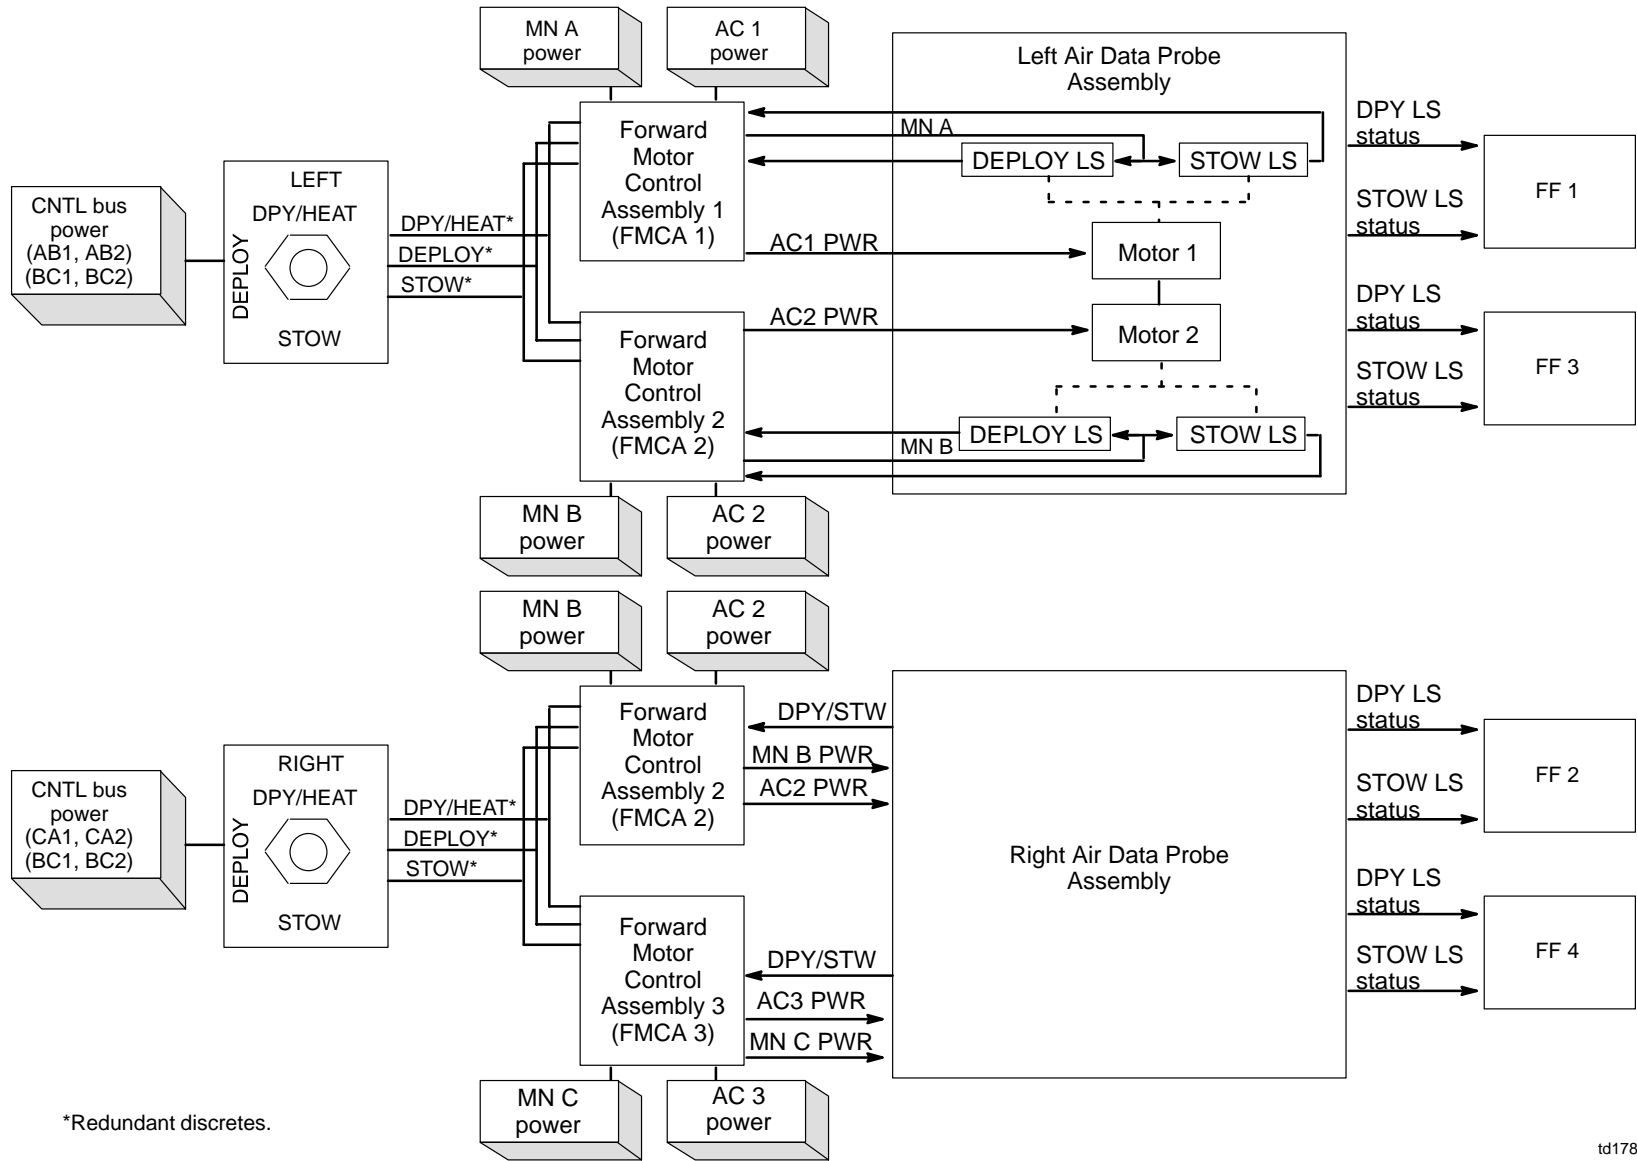 MN A
power
AC 1
power
Left Air Data Probe
Assembly
CNTL bus
power
(AB1, AB2)
(BC1, BC2)
LEFT
DPY/HEAT
DEPLOY
STOW
DPY/HEAT*
DEPLOY*
STOW*
Forward
Motor
Control
Assembly 1
(FMCA 1)
MN A
DEPLOY LS
STOW LS
AC1 PWR
Motor 1
Forward
Motor
Control
Assembly 2
(FMCA 2)
AC2 PWR
Motor 2
DEPLOY LS
STOW LS
MN B
DPY LS
status
STOW LS
status
FF 1
DPY LS
status
STOW LS
status
FF 3
MN B
power
AC 2
power
MN B
power
AC 2
power
CNTL bus
power
(CA1, CA2)
(BC1, BC2)
RIGHT
DPY/HEAT
DEPLOY
STOW
DPY/HEAT*
DEPLOY*
STOW*
Forward
Motor
Control
Assembly 2
(FMCA 2)
DPY/STW
MN B PWR
AC2 PWR
Forward
Motor
Control
Assembly 3
(FMCA 3)
DPY/STW
AC3 PWR
MN C PWR
Right Air Data Probe
Assembly
DPY LS
status
STOW LS
status
FF 2
DPY LS
status
STOW LS
status
FF 4
MN C
power
AC 3
power
*Redundant discretes.
td178